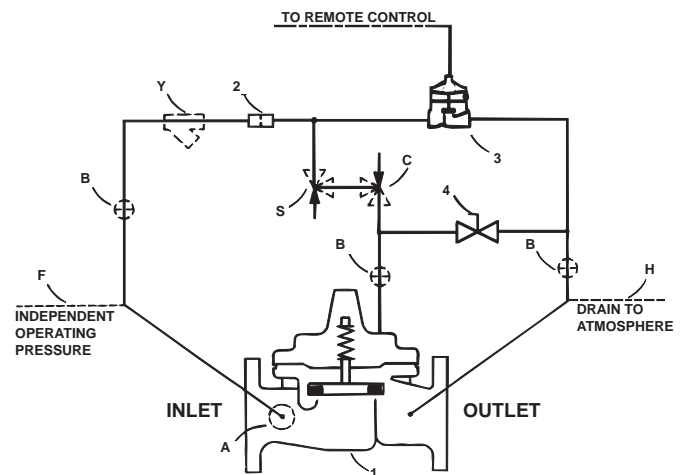 TO REMOTE CONTROL
Y
2
3
B
S
C
4
B
B
F
H
INDEPENDENT
OPERATING
PRESSURE
DRAIN TO
ATMOSPHERE
INLET
OUTLET
A
1